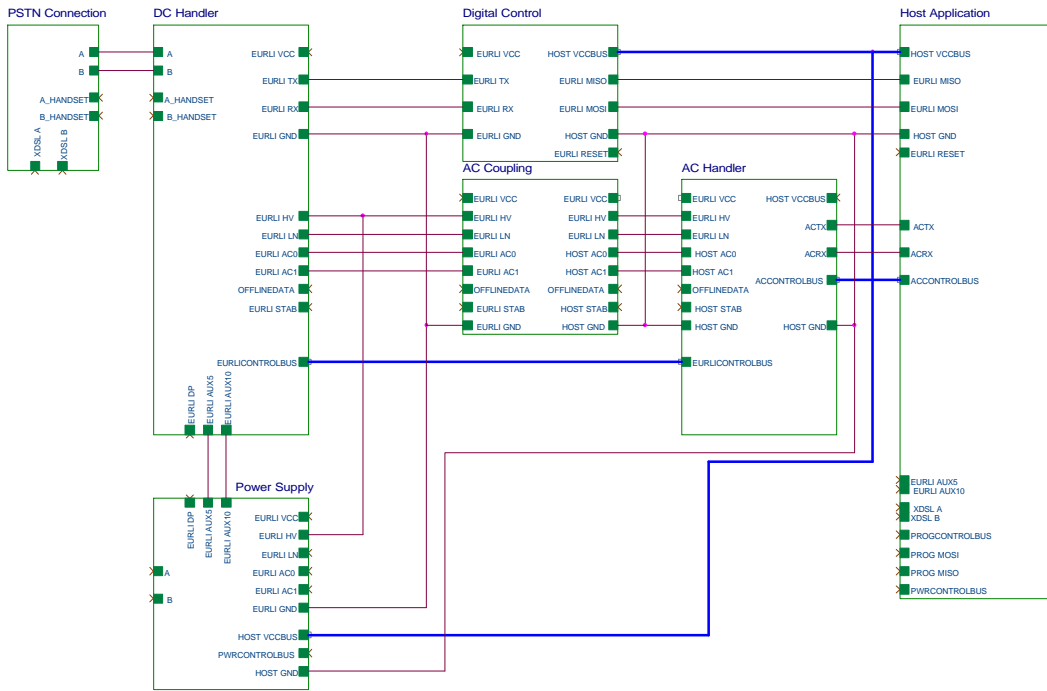 PSTN Connection
A
B
A_HANDSET
B_HANDSET
XDSL A
XDSL B
DC Handler
A
B
A_HANDSET
B_HANDSET
EURLI VCC
EURLI TX
EURLI RX
EURLI GND
EURLI HV
EURLI LN
EURLI AC0
EURLI AC1
OFFLINEDATA
EURLI STAB
EURLICONTROLBUS
EURLI DP
EURLI AUX5
EURLI AUX10
Digital Control
EURLI VCC
EURLI TX
EURLI RX
EURLI GND
HOST VCCBUS
EURLI MISO
EURLI MOSI
HOST GND
EURLI RESET
AC Coupling
EURLI VCC
EURLI HV
EURLI LN
EURLI AC0
EURLI AC1
OFFLINEDATA
EURLI STAB
EURLI GND
EURLI VCC
EURLI HV
EURLI LN
HOST AC0
HOST AC1
OFFLINEDATA
HOST STAB
HOST GND
AC Handler
EURLI VCC
EURLI HV
EURLI LN
HOST AC0
HOST AC1
OFFLINEDATA
HOST STAB
HOST GND
EURLICONTROLBUS
HOST VCCBUS
ACTX
ACRX
ACCONTROLBUS
HOST GND
Host Application
HOST VCCBUS
EURLI MISO
EURLI MOSI
HOST GND
EURLI RESET
ACTX
ACRX
ACCONTROLBUS
EURLI AUX5
EURLI AUX10
XDSL A
XDSL B
PROGCONTROLBUS
PROG MOSI
PROG MISO
PWRCONTROLBUS
Power Supply
EURLI DP
EURLI AUX5
EURLI AUX10
A
B
EURLI VCC
EURLI HV
EURLI LN
EURLI AC0
EURLI AC1
EURLI GND
HOST VCCBUS
PWRCONTROLBUS
HOST GND